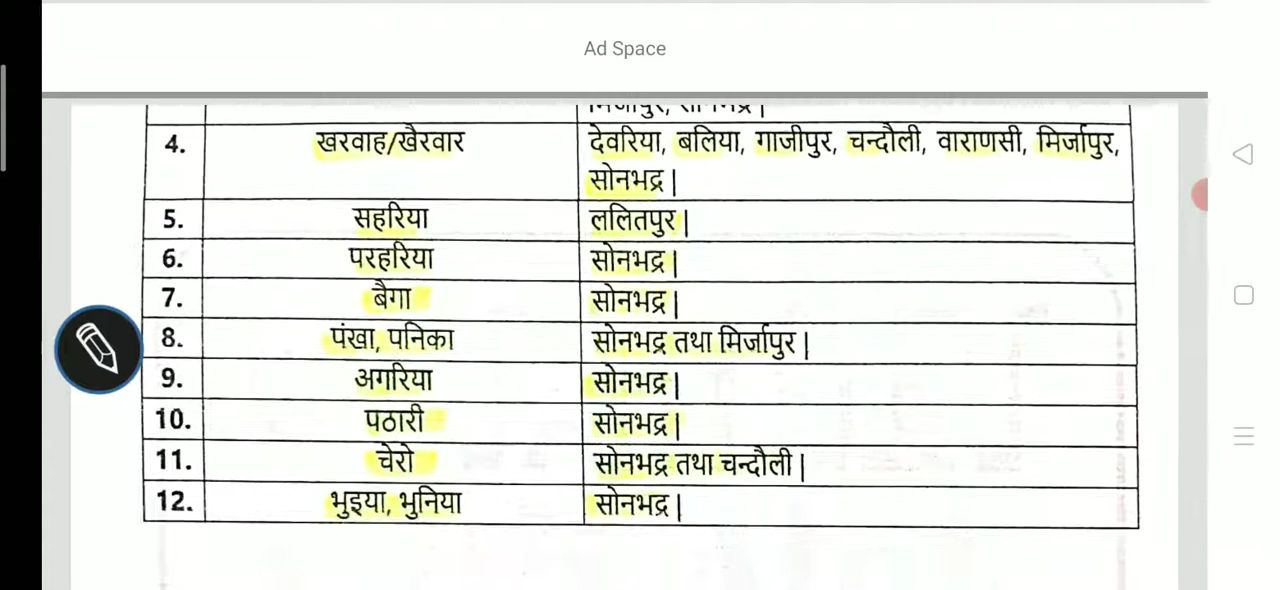 Ad Space
मिर्जापुर, सोनभद्र |
4. खरवाह/खैरवार देवरिया, बलिया, गाजीपुर, चन्दौली, वाराणसी, मिर्जापुर,
सोनभद्र |
5. सहरिया ललितपुर |
6. परहरिया सोनभद्र |
7. बैगा सोनभद्र |
8. पंखा, पनिका सोनभद्र तथा मिर्जापुर |
9. अगरिया सोनभद्र |
10. पठारी सोनभद्र |
11. चेरो सोनभद्र तथा चन्दौली |
12. भुइया, भुनिया सोनभद्र |